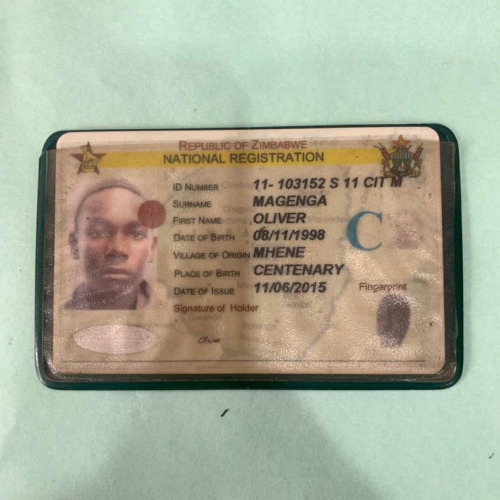 REPUBLIC OF ZIMBABWE
NATIONAL REGISTRATION
ID NUMBER 11- 103152 S 11 CIT M
SURNAME MAGENGA
FIRST NAME OLIVER
DATE OF BIRTH 08/11/1998
VILLAGE OF ORIGIN MHENE
PLACE OF BIRTH CENTENARY
DATE OF ISSUE 11/06/2015
C
Fingerprint
Signature of Holder